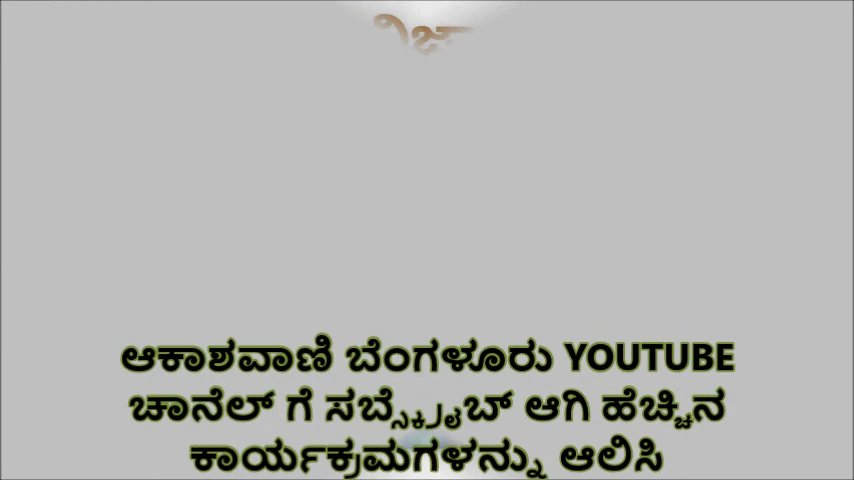 ಆಕಾಶವಾಣಿ ಬೆಂಗಳೂರು YOUTUBE
ಚಾನೆಲ್ ಗೆ ಸಬ್ಸ್ಕ್ರೈಬ್ ಆಗಿ ಹೆಚ್ಚಿನ
ಕಾರ್ಯಕ್ರಮಗಳನ್ನು ಆಲಿಸಿ